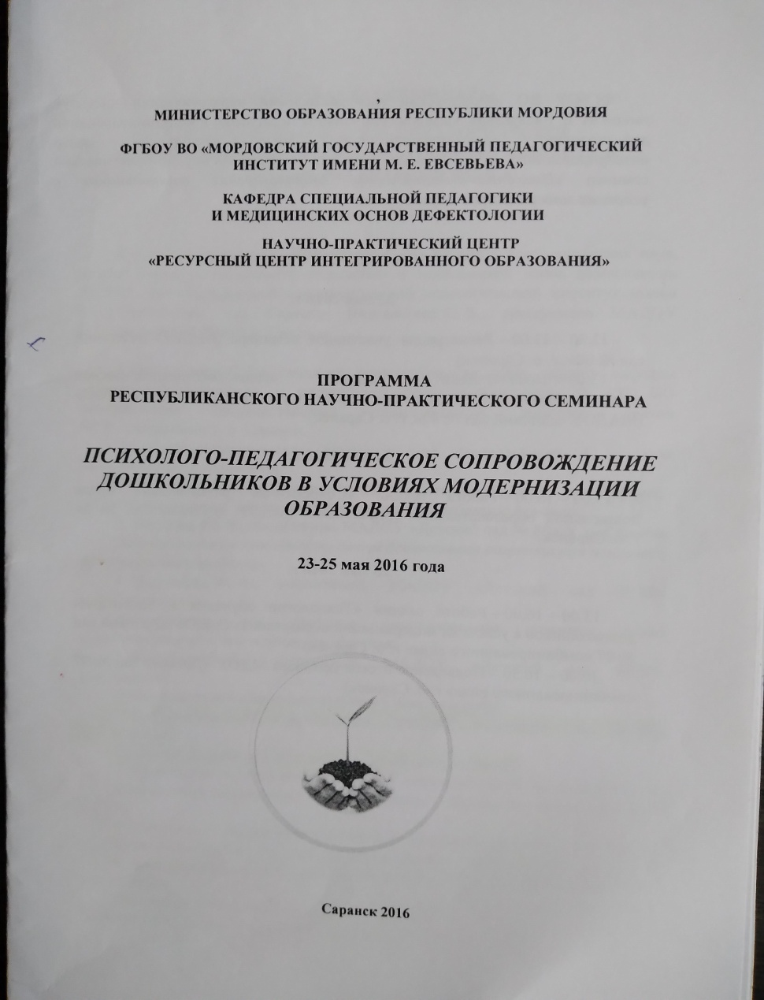 МИНИСТЕРСТВО ОБРАЗОВАНИЯ РЕСПУБЛИКИ МОРДОВИЯ
ФГБОУ ВО «МОРДОВСКИЙ ГОСУДАРСТВЕННЫЙ ПЕДАГОГИЧЕСКИЙ
ИНСТИТУТ ИМЕНИ М. Е. ЕВСЕВЬЕВА»
КАФЕДРА СПЕЦИАЛЬНОЙ ПЕДАГОГИКИ
И МЕДИЦИНСКИХ ОСНОВ ДЕФЕКТОЛОГИИ
НАУЧНО-ПРАКТИЧЕСКИЙ ЦЕНТР
«РЕСУРСНЫЙ ЦЕНТР ИНТЕГРИРОВАННОГО ОБРАЗОВАНИЯ»
ПРОГРАММА
РЕСПУБЛИКАНСКОГО НАУЧНО-ПРАКТИЧЕСКОГО СЕМИНАРА
ПСИХОЛОГО-ПЕДАГОГИЧЕСКОЕ СОПРОВОЖДЕНИЕ
ДОШКОЛЬНИКОВ В УСЛОВИЯХ МОДЕРНИЗАЦИИ
ОБРАЗОВАНИЯ
23-25 мая 2016 года
Саранск 2016